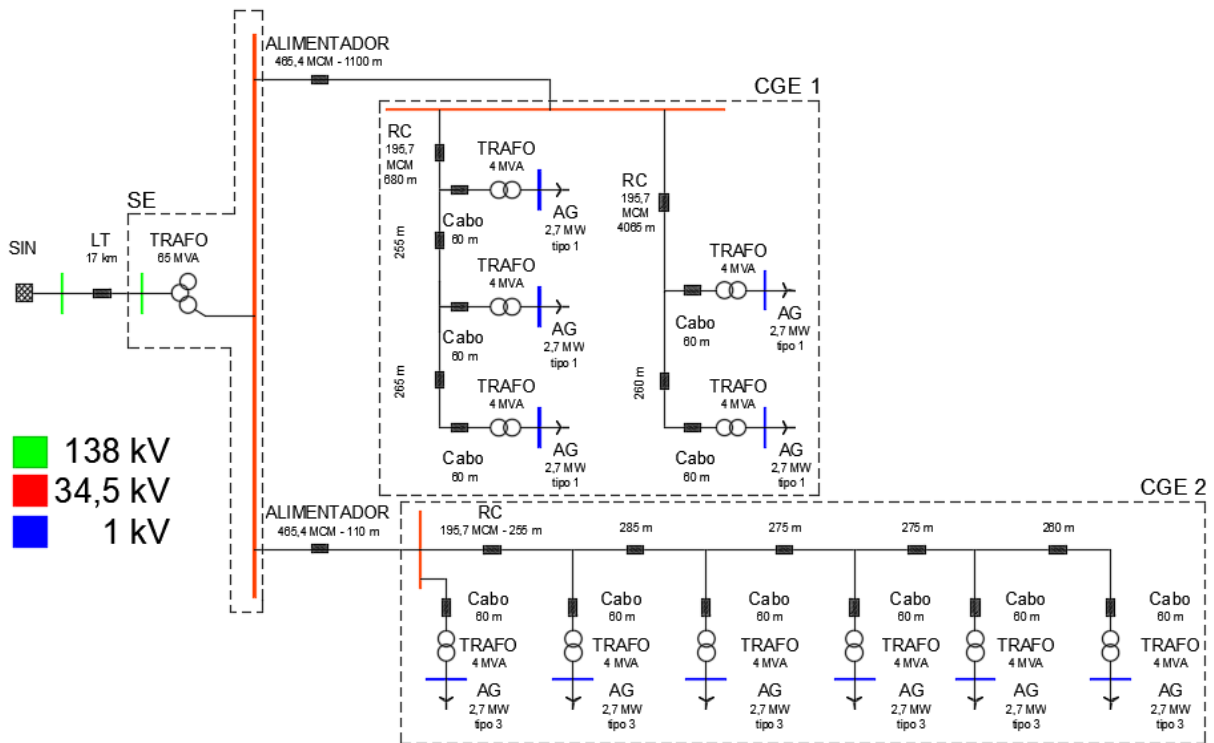 ALIMENTADOR
465,4 MCM - 1100 m
CGE 1
RC
195,7
MCM
680 m
TRAFO
4 MVA
AG
2,7 MW
tipo 1
Cabo
60 m
255 m
TRAFO
4 MVA
AG
2,7 MW
tipo 1
Cabo
60 m
265 m
TRAFO
4 MVA
AG
2,7 MW
tipo 1
Cabo
60 m
RC
195,7
MCM
4065 m
TRAFO
4 MVA
AG
2,7 MW
tipo 1
Cabo
60 m
260 m
TRAFO
4 MVA
AG
2,7 MW
tipo 1
Cabo
60 m
SE
SIN
LT
17 km
TRAFO
65 MVA
138 kV
34,5 kV
1 kV
CGE 2
ALIMENTADOR
465,4 MCM - 110 m
RC
195,7 MCM - 255 m
285 m
275 m
275 m
280 m
Cabo
60 m
TRAFO
4 MVA
AG
2,7 MW
tipo 3
Cabo
60 m
TRAFO
4 MVA
AG
2,7 MW
tipo 3
Cabo
60 m
TRAFO
4 MVA
AG
2,7 MW
tipo 3
Cabo
60 m
TRAFO
4 MVA
AG
2,7 MW
tipo 3
Cabo
60 m
TRAFO
4 MVA
AG
2,7 MW
tipo 3
Cabo
60 m
TRAFO
4 MVA
AG
2,7 MW
tipo 3